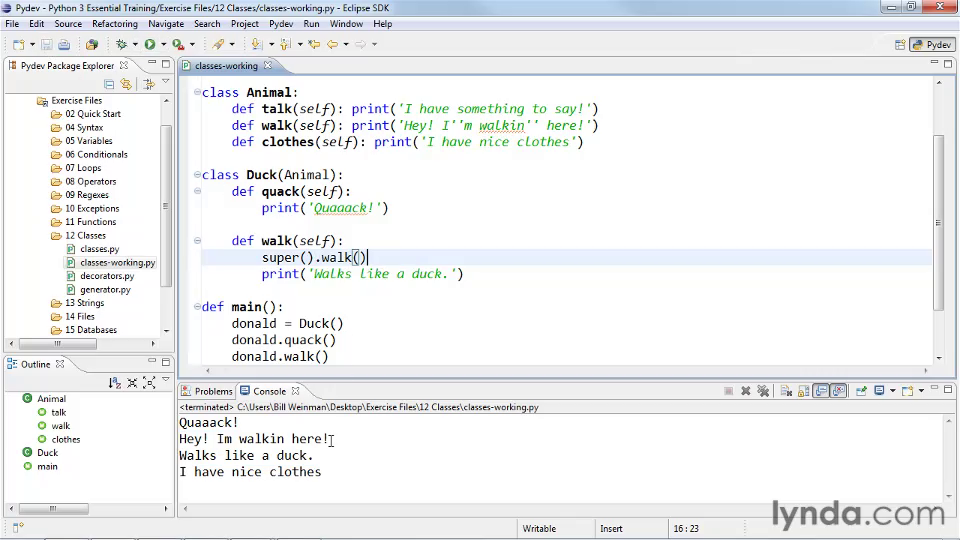 Pydev - Python 3 Essential Training/Exercise Files/12 Classes/classes-working.py - Eclipse SDK
File Edit Source Refactoring Navigate Search Project Pydev Run Window Help
Pydev
Pydev Package Explorer
classes-working
Exercise Files
02 Quick Start
04 Syntax
05 Variables
06 Conditionals
07 Loops
08 Operators
09 Regexes
10 Exceptions
11 Functions
12 Classes
classes.py
classes-working.py
decorators.py
generator.py
13 Strings
14 Files
15 Databases
class Animal:
def talk(self): print('I have something to say!')
def walk(self): print('Hey! I''m walkin'' here!')
def clothes(self): print('I have nice clothes')
class Duck(Animal):
def quack(self):
print('Quaaack!')
def walk(self):
super().walk()
print('Walks like a duck.')
def main():
donald = Duck()
donald.quack()
donald.walk()
Outline
Animal
talk
walk
clothes
Duck
main
Problems Console
<terminated> C:\Users\Bill Weinman\Desktop\Exercise Files\12 Classes\classes-working.py
Quaaack!
Hey! Im walkin here!
Walks like a duck.
I have nice clothes
Writable Insert 16 : 23
lynda.com